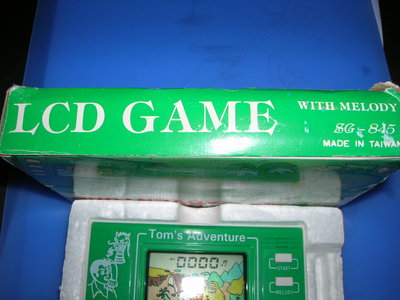 LCD GAME
WITH MELODY
SG-845
MADE IN TAIWAN
Tom's Adventure
0000
START
MELODY